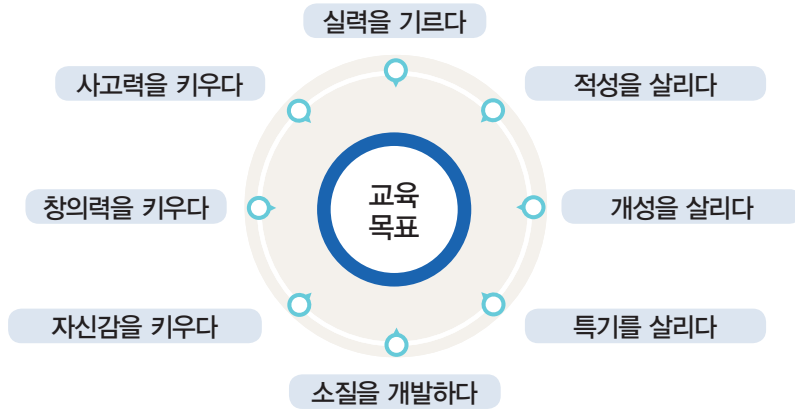 실력을 기르다
사고력을 키우다
적성을 살리다
창의력을 키우다
교육
목표
개성을 살리다
자신감을 키우다
특기를 살리다
소질을 개발하다